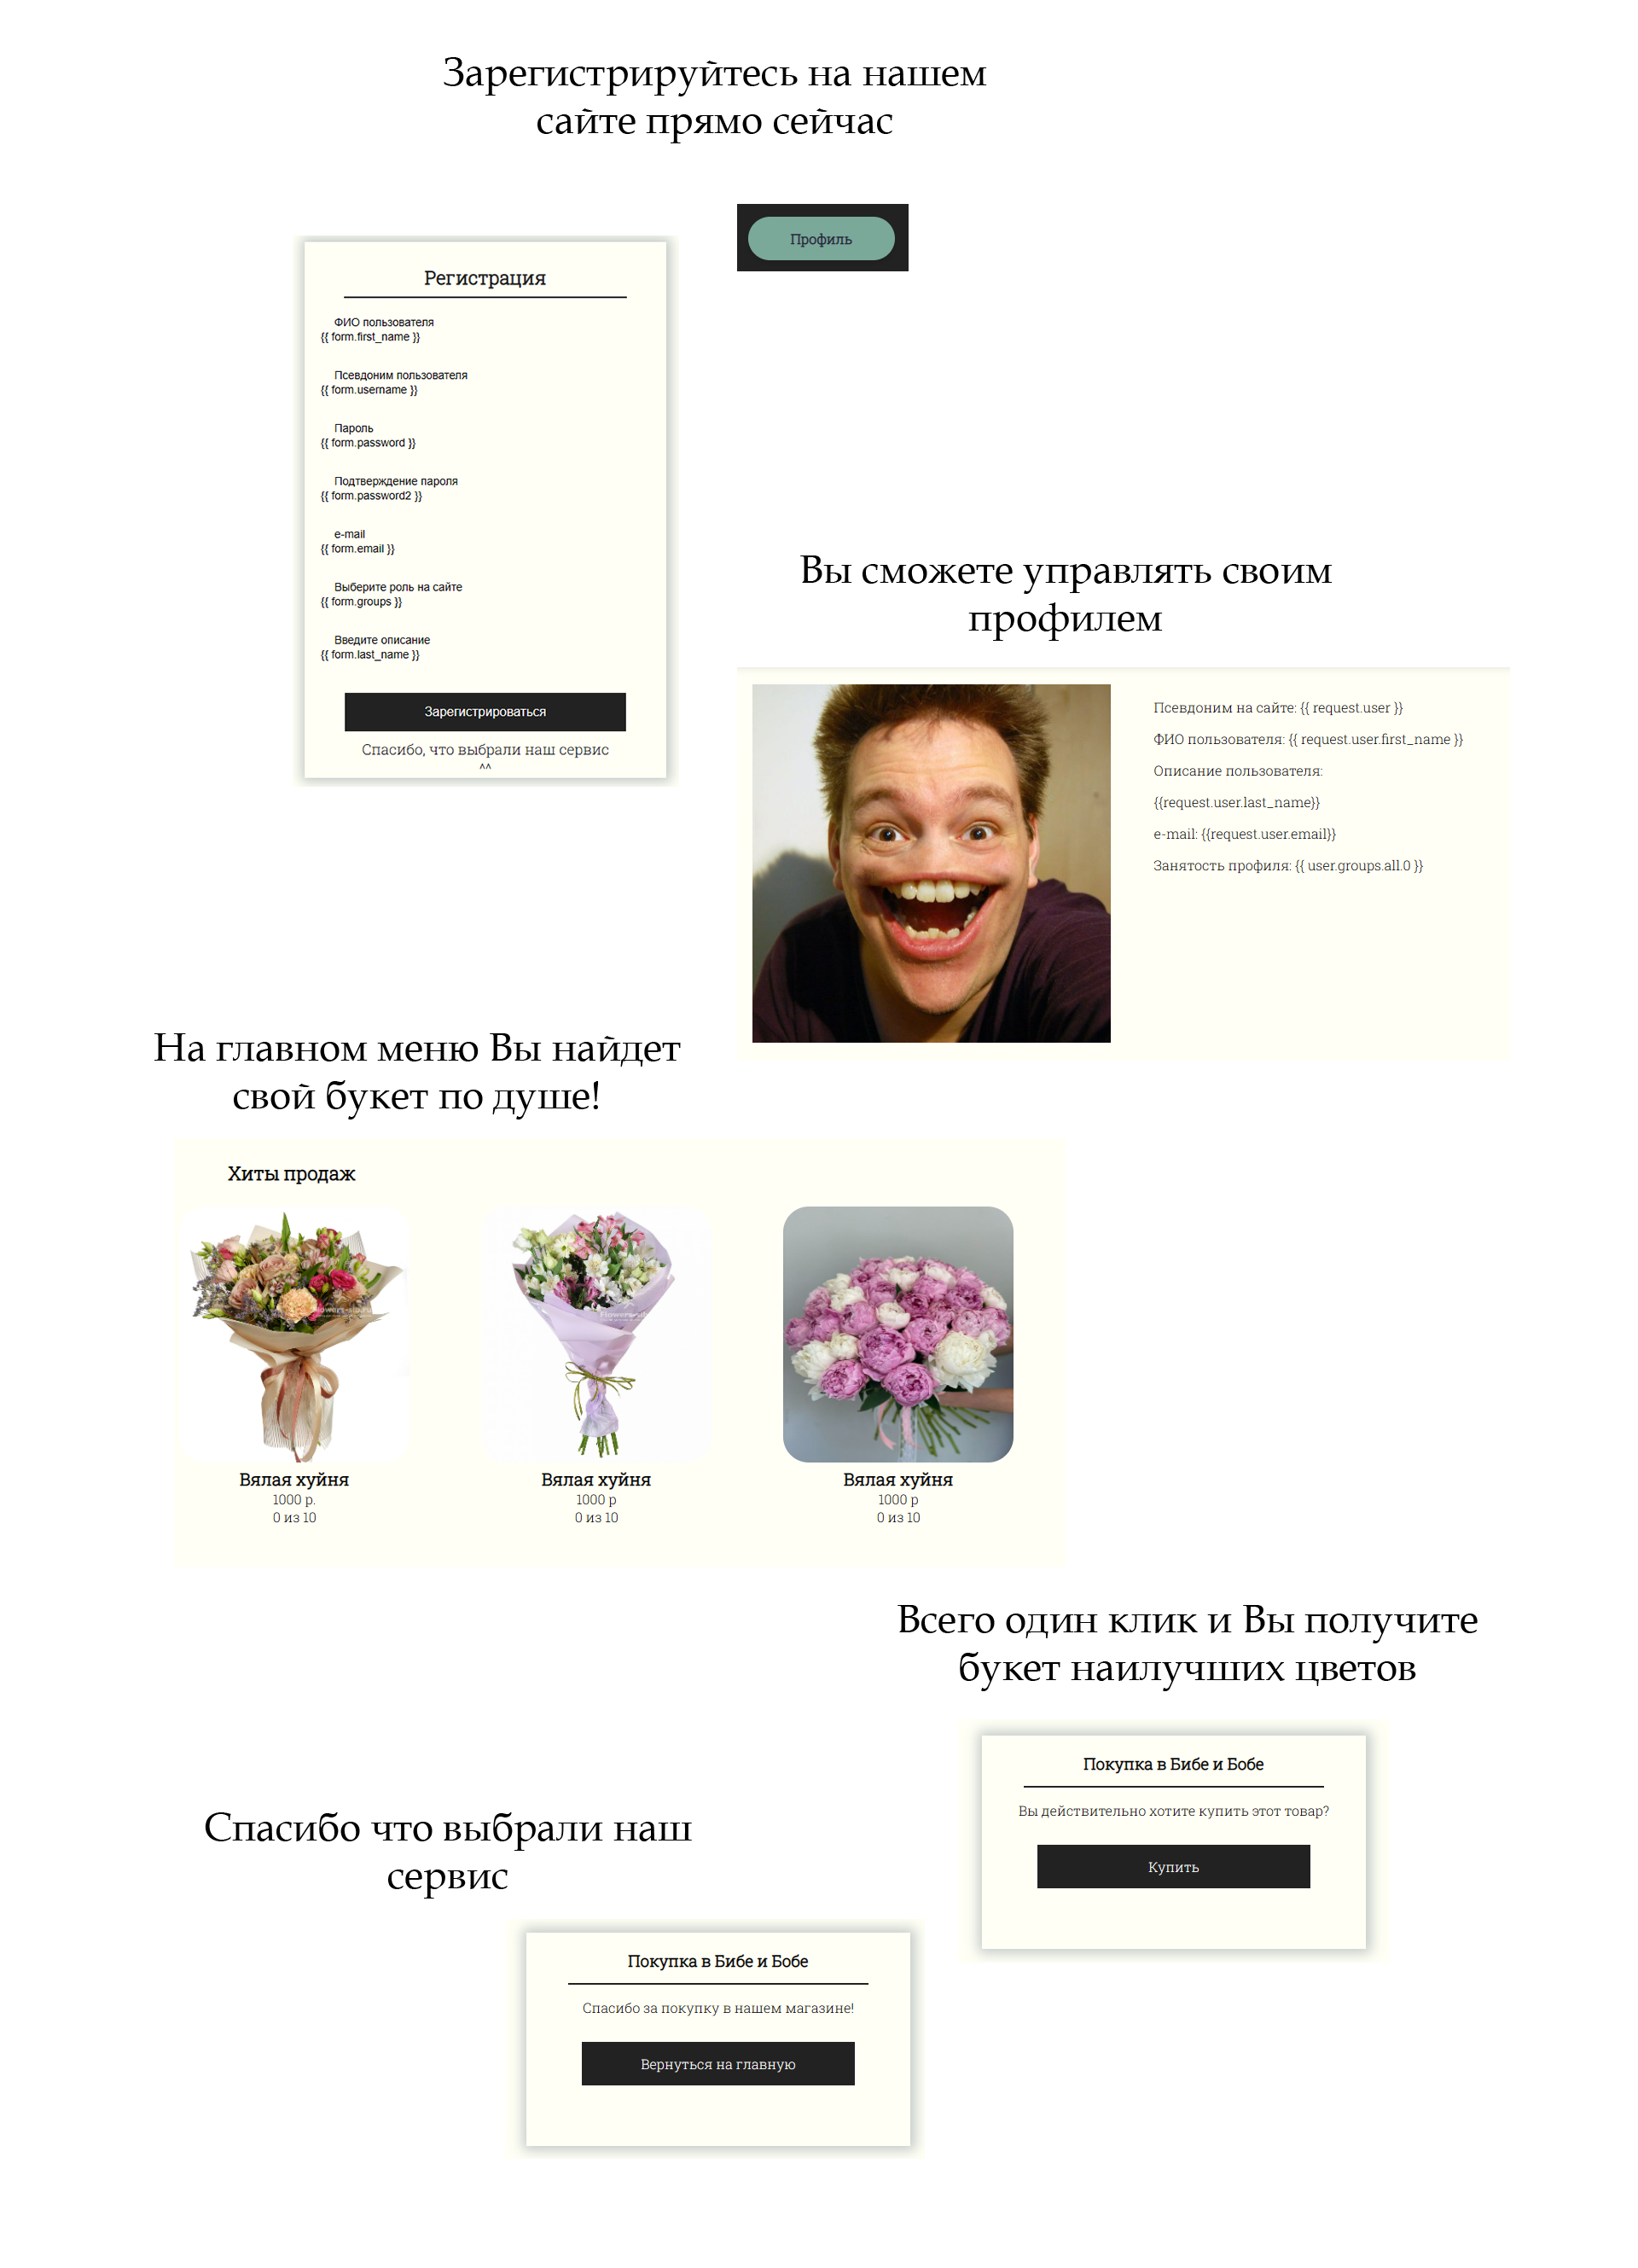 Зарегистрируйтесь на нашем
сайте прямо сейчас
Профиль
Регистрация
ФИО пользователя
{{ form.first_name }}
Псевдоним пользователя
{{ form.username }}
Пароль
{{ form.password }}
Подтверждение пароля
{{ form.password2 }}
e-mail
{{ form.email }}
Выберите роль на сайте
{{ form.groups }}
Введите описание
{{ form.last_name }}
Зарегистрироваться
Спасибо, что выбрали наш сервис
^^
Вы сможете управлять своим
профилем
Псевдоним на сайте: {{ request.user }}
ФИО пользователя: {{ request.user.first_name }}
Описание пользователя:
{{request.user.last_name}}
e-mail: {{request.user.email}}
Занятость профиля: {{ user.groups.all.0 }}
На главном меню Вы найдет
свой букет по душе!
Хиты продаж
Вялая хуйня
1000 р.
0 из 10
Вялая хуйня
1000 р
0 из 10
Вялая хуйня
1000 р
0 из 10
Всего один клик и Вы получите
букет наилучших цветов
Покупка в Бибе и Бобе
Вы действительно хотите купить этот товар?
Купить
Спасибо что выбрали наш
сервис
Покупка в Бибе и Бобе
Спасибо за покупку в нашем магазине!
Вернуться на главную